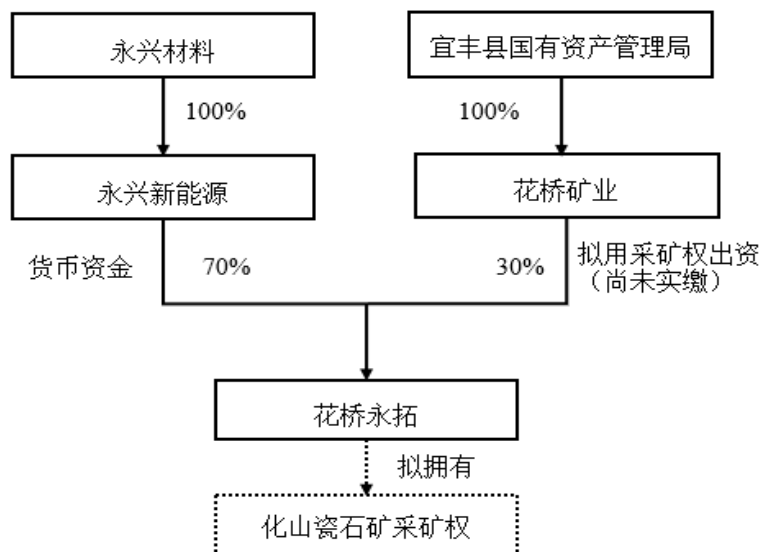 永兴材料
宜丰县国有资产管理局
100%
100%
永兴新能源
花桥矿业
货币资金
70%
30%
拟用采矿权出资
（尚未实缴）
花桥永拓
拟拥有
化山瓷石矿采矿权